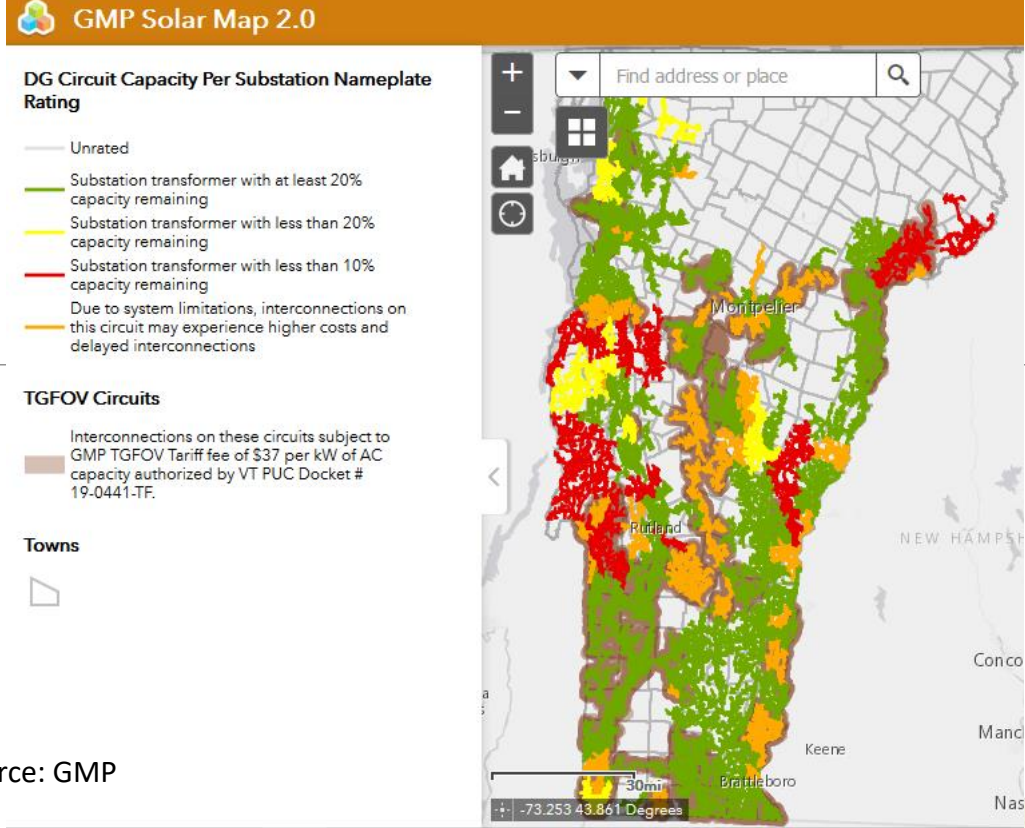 GMP Solar Map 2.0
DG Circuit Capacity Per Substation Nameplate
Rating
Unrated
Substation transformer with at least 20%
capacity remaining
Substation transformer with less than 20%
capacity remaining
Substation transformer with less than 10%
capacity remaining
Due to system limitations, interconnections on
this circuit may experience higher costs and
delayed interconnections
TGFOV Circuits
Interconnections on these circuits subject to
GMP TGFOV Tariff fee of $37 per kW of AC
capacity authorized by VT PUC Docket #
19-0441-TF.
Towns
rce: GMP
+
−
Find address or place
sburgh
Montpelier
Rutland
NEW HAMPSH
Conco
Manc
Keene
Brattleboro
Nas
30mi
-73.253 43.861 Degrees